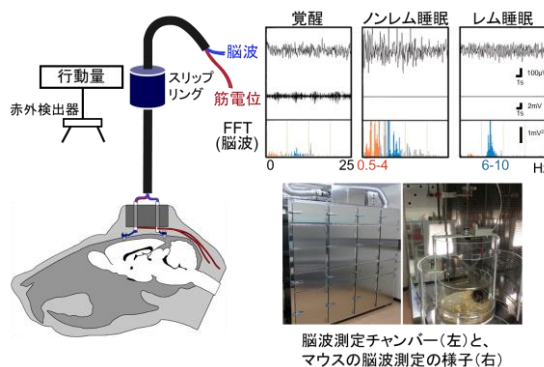 覚醒
ノンレム睡眠
レム睡眠
脳波
筋電位
スリップ
リング
行動量
赤外検出器
100μV
1s
2mV
1s
FFT
(脳波)
1mV²
0
25
0.5-4
6-10
Hz
脳波測定チャンバー(左)と、
マウスの脳波測定の様子(右)